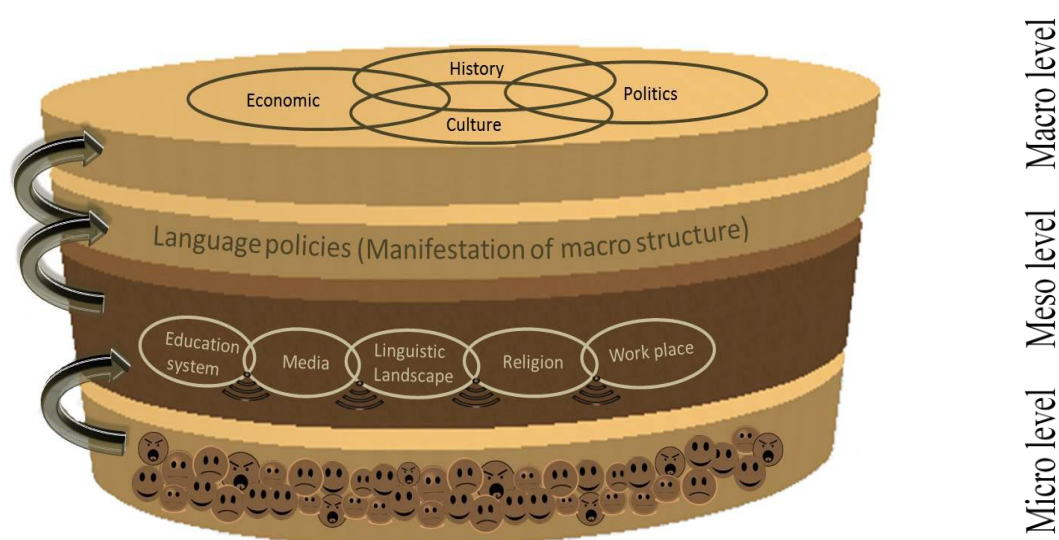 History
Economic
Politics
Culture
Language policies (Manifestation of macro structure)
Education
system
Media
Linguistic
Landscape
Religion
Work place
Macro level
Meso level
Micro level